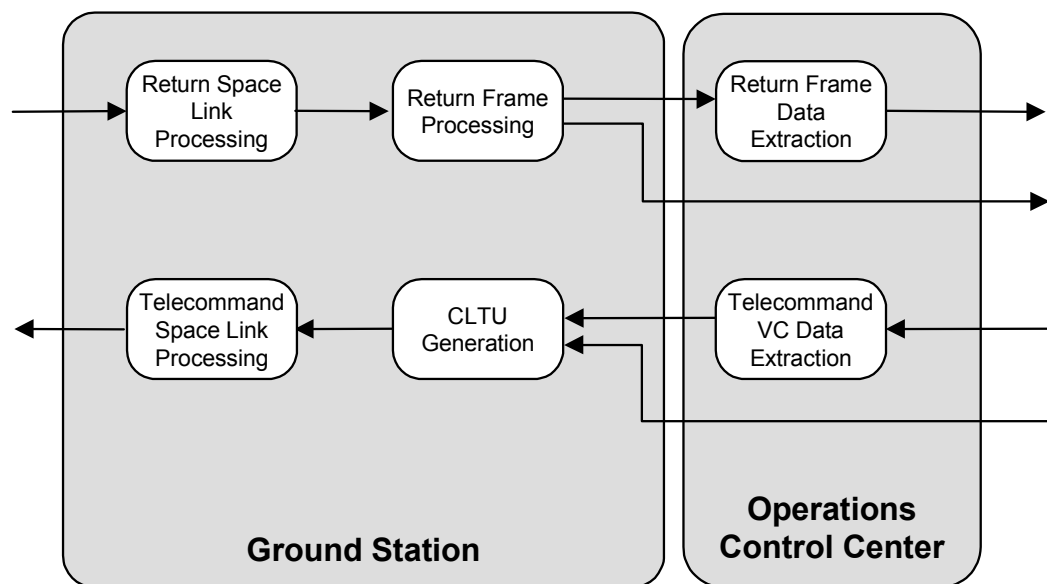 Return Space
Link
Processing
Return Frame
Processing
Return Frame
Data
Extraction
Telecommand
Space Link
Processing
CLTU
Generation
Telecommand
VC Data
Extraction
Ground Station
Operations
Control Center